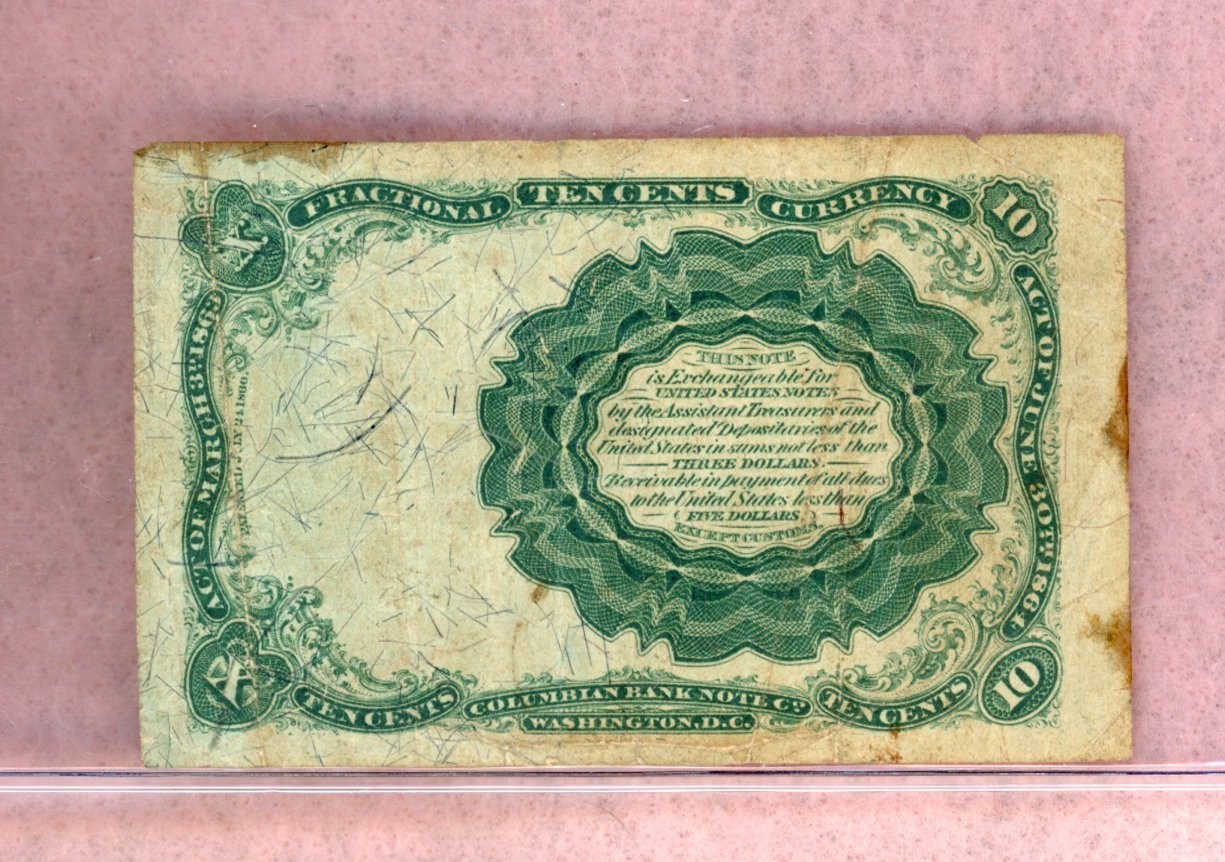 FRACTIONAL TEN CENTS CURRENCY
X
10
ACT OF MARCH 3RD 1863
ACT OF JUNE 30TH 1864
THIS NOTE
is Exchangeable for
UNITED STATES NOTES
by the Assistant Treasurers and
designated Depositaries of the
United States in sums not less than
THREE DOLLARS.
Receivable in payment of all dues
to the United States less than
FIVE DOLLARS
EXCEPT CUSTOMS
X
10
TEN CENTS
COLUMBIAN BANK NOTE CO.
TEN CENTS
WASHINGTON, D.C.